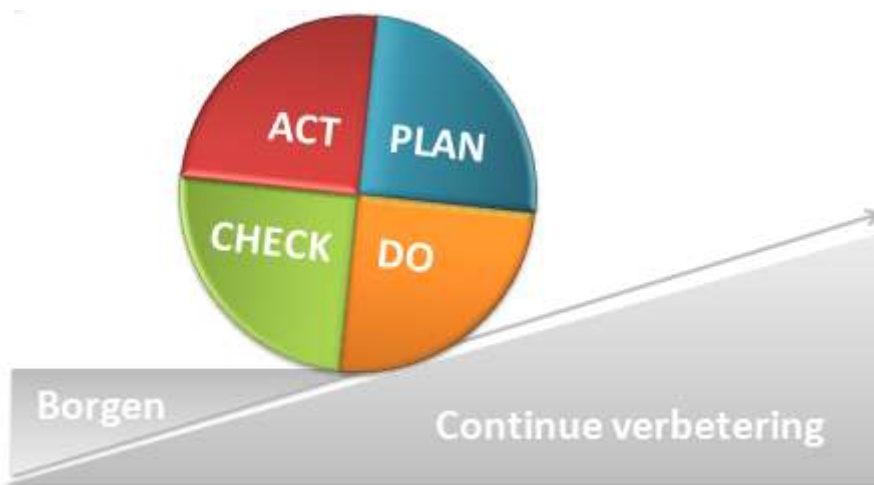 ACT
PLAN
CHECK
DO
Borgen
Continue verbetering